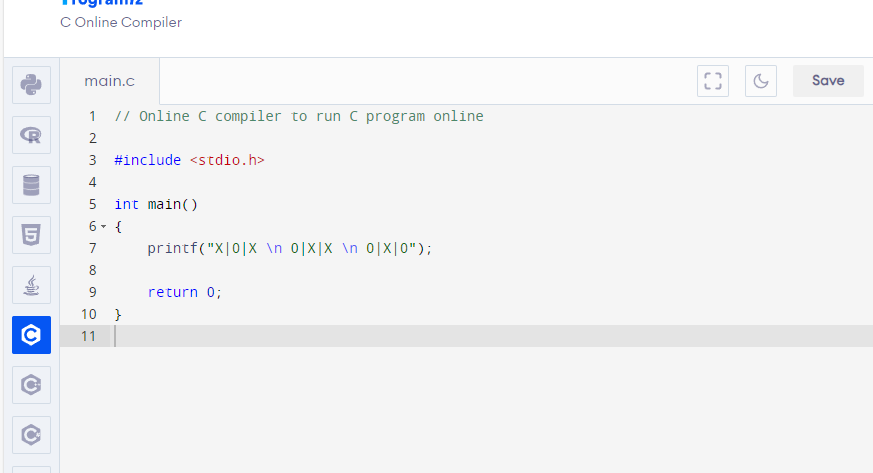 Programiz
C Online Compiler
main.c
Save
1 // Online C compiler to run C program online
2
3 #include <stdio.h>
4
5 int main()
6 {
7 printf("X|0|X \n 0|X|X \n 0|X|0");
8
9 return 0;
10 }
11